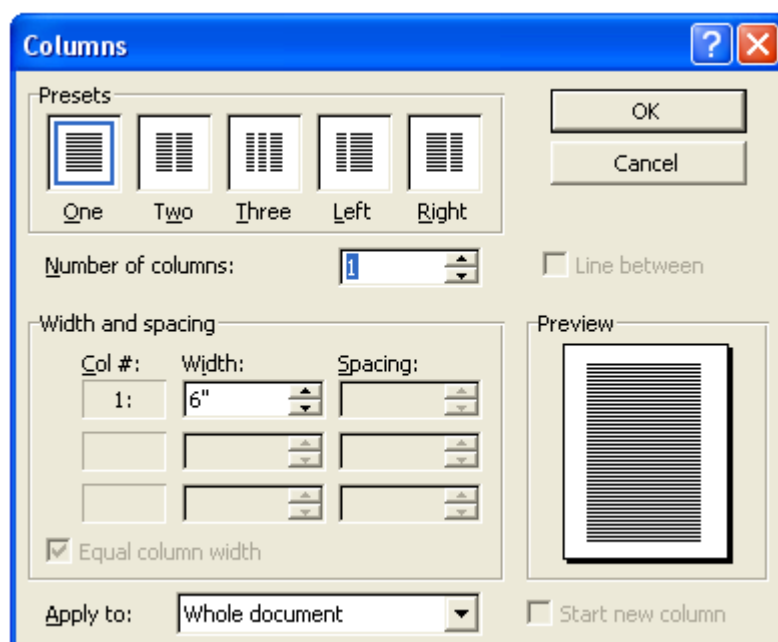 Columns
Presets
OK
Cancel
One Two Three Left Right
Number of columns: 1
Line between
Width and spacing
Preview
Col #: Width: Spacing:
1: 6"
Equal column width
Apply to: Whole document
Start new column